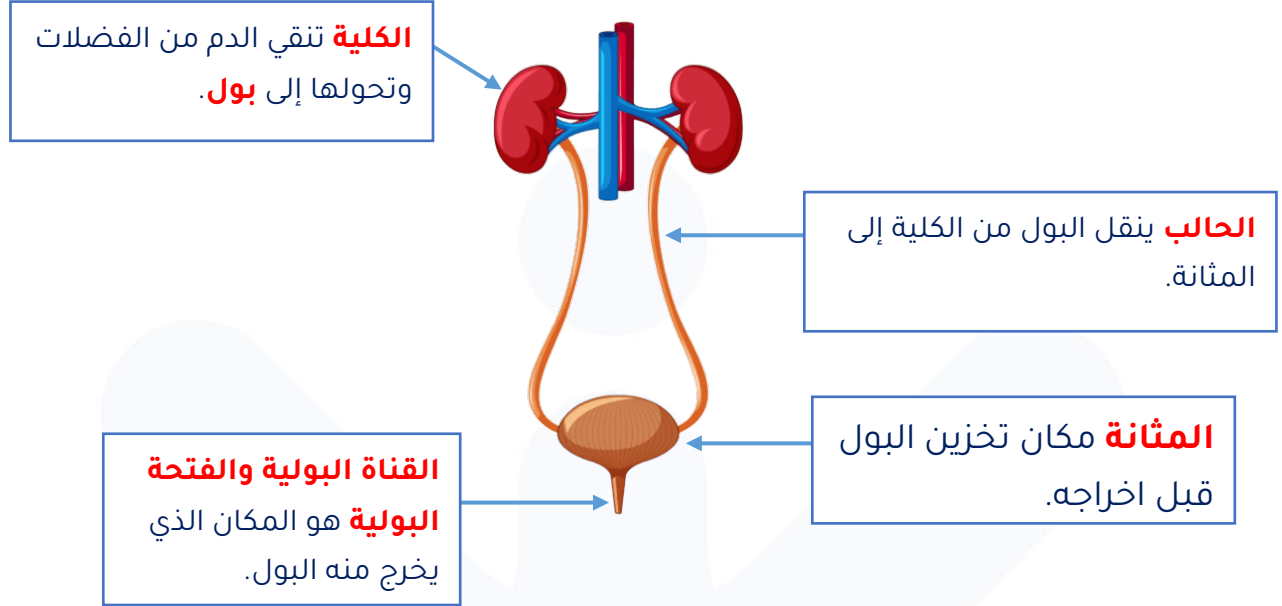 الكلية تنقي الدم من الفضلات
وتحولها إلى بول.
الحالب ينقل البول من الكلية إلى
المثانة.
المثانة مكان تخزين البول
قبل اخراجه.
القناة البولية والفتحة
البولية هو المكان الذي
يخرج منه البول.